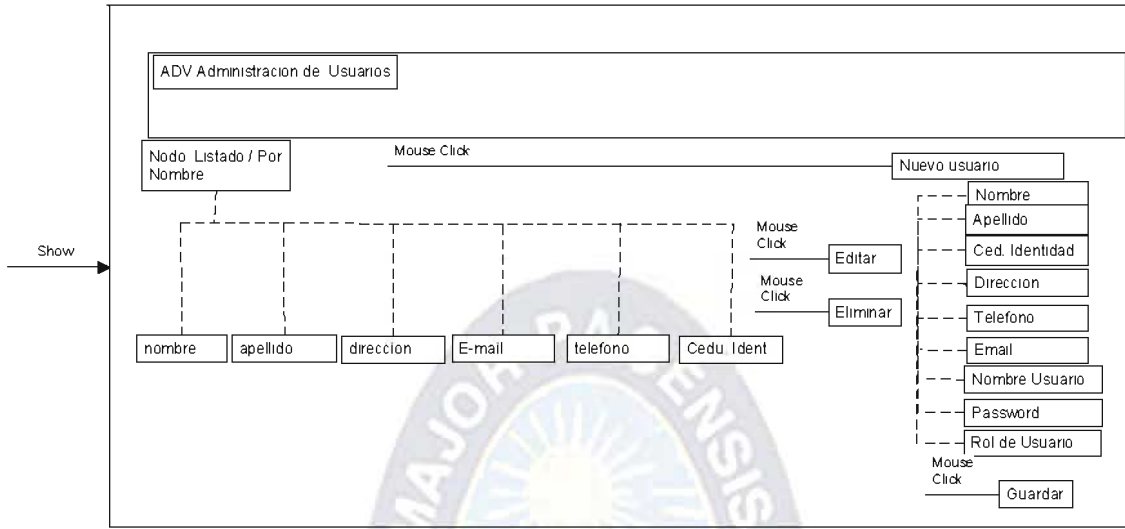 ADV Administracion de Usuarios
Nodo Listado / Por
Nombre
Mouse Click
Nuevo usuario
Show
nombre
apellido
direccion
E-mail
telefono
Cedu. Ident
Mouse
Click
Editar
Mouse
Click
Eliminar
Nombre
Apellido
Ced. Identidad
Direccion
Telefono
Email
Nombre Usuario
Password
Rol de Usuario
Mouse
Click
Guardar
MAJOR PACENSIS